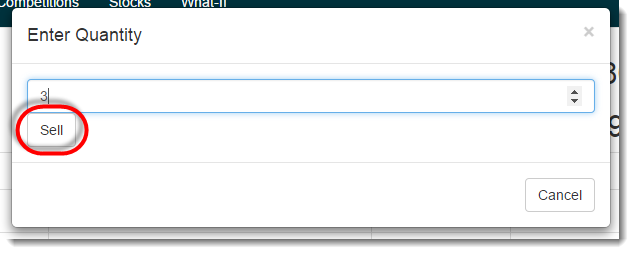 Competitions Stocks What-If
Enter Quantity ×
3
Sell
Cancel